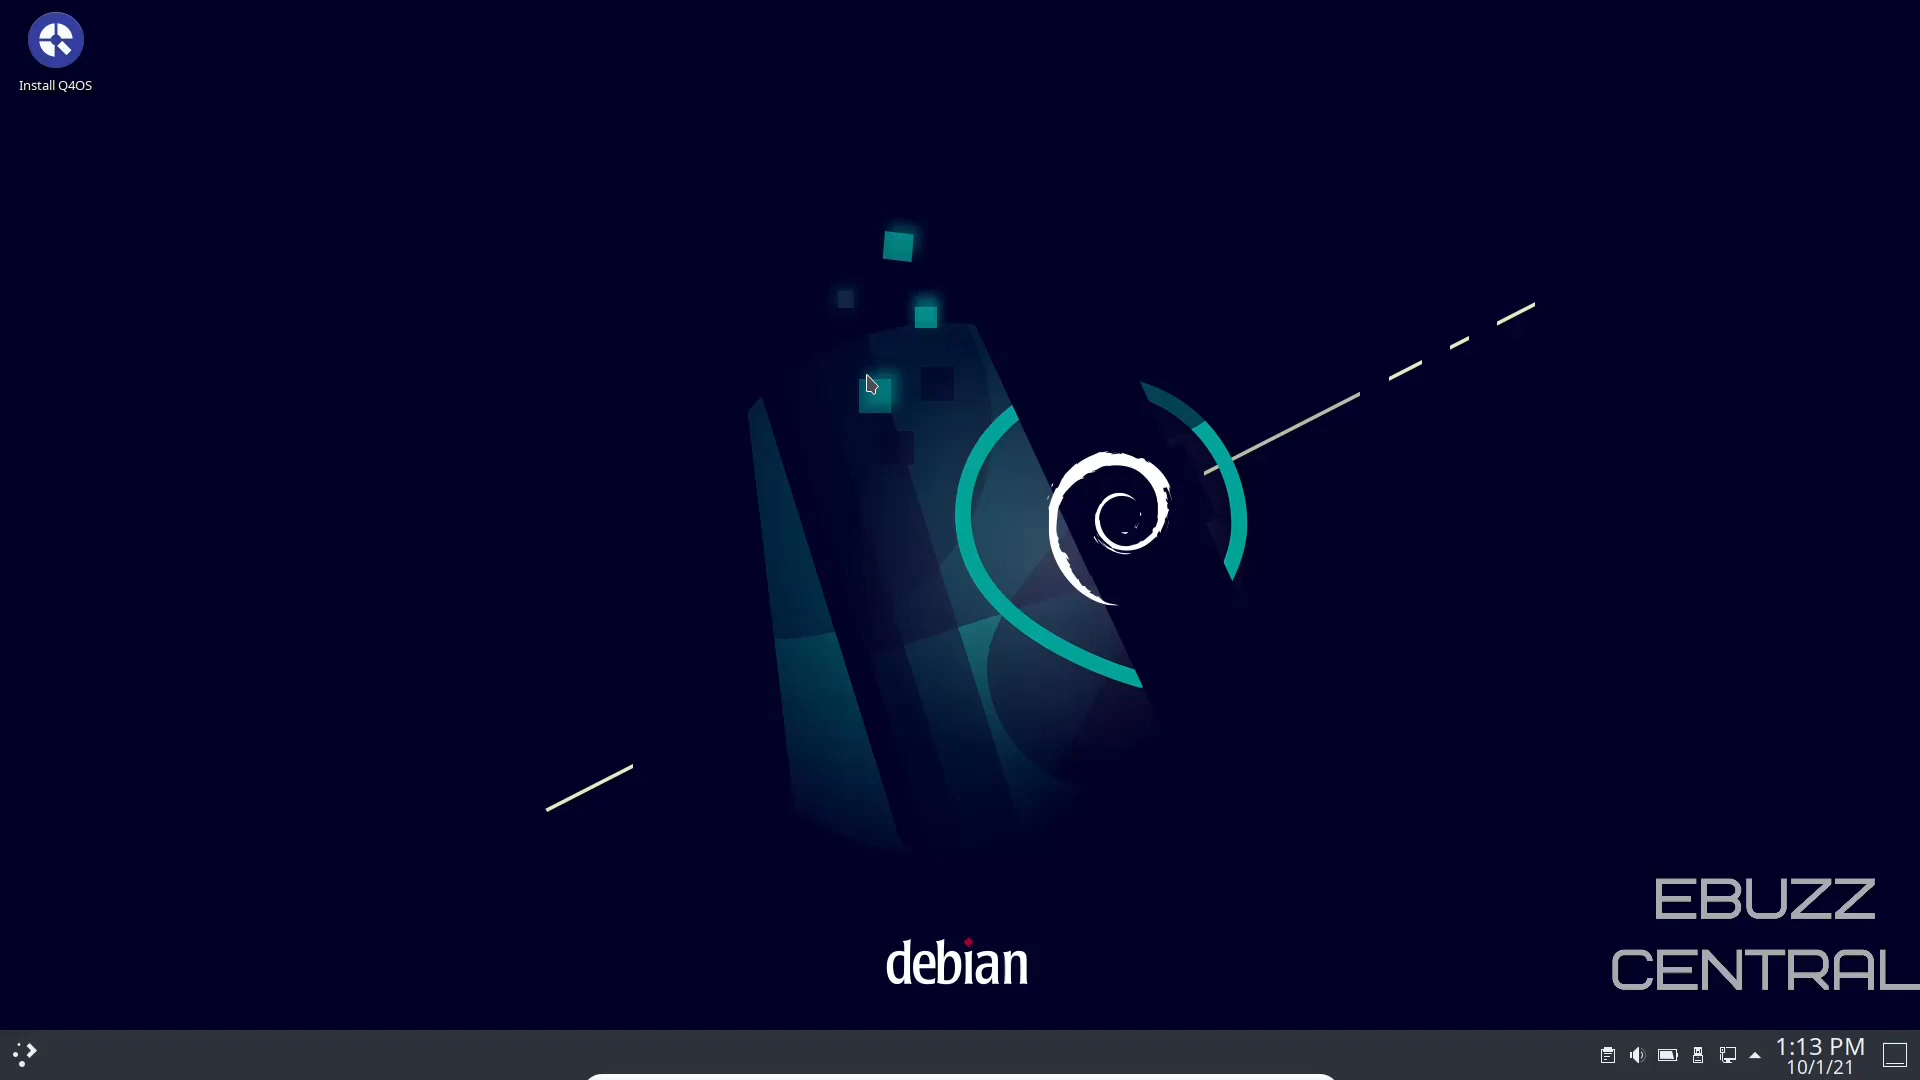 Install Q4OS
debian
EBUZZ
CENTRAL
1:13 PM
10/1/21